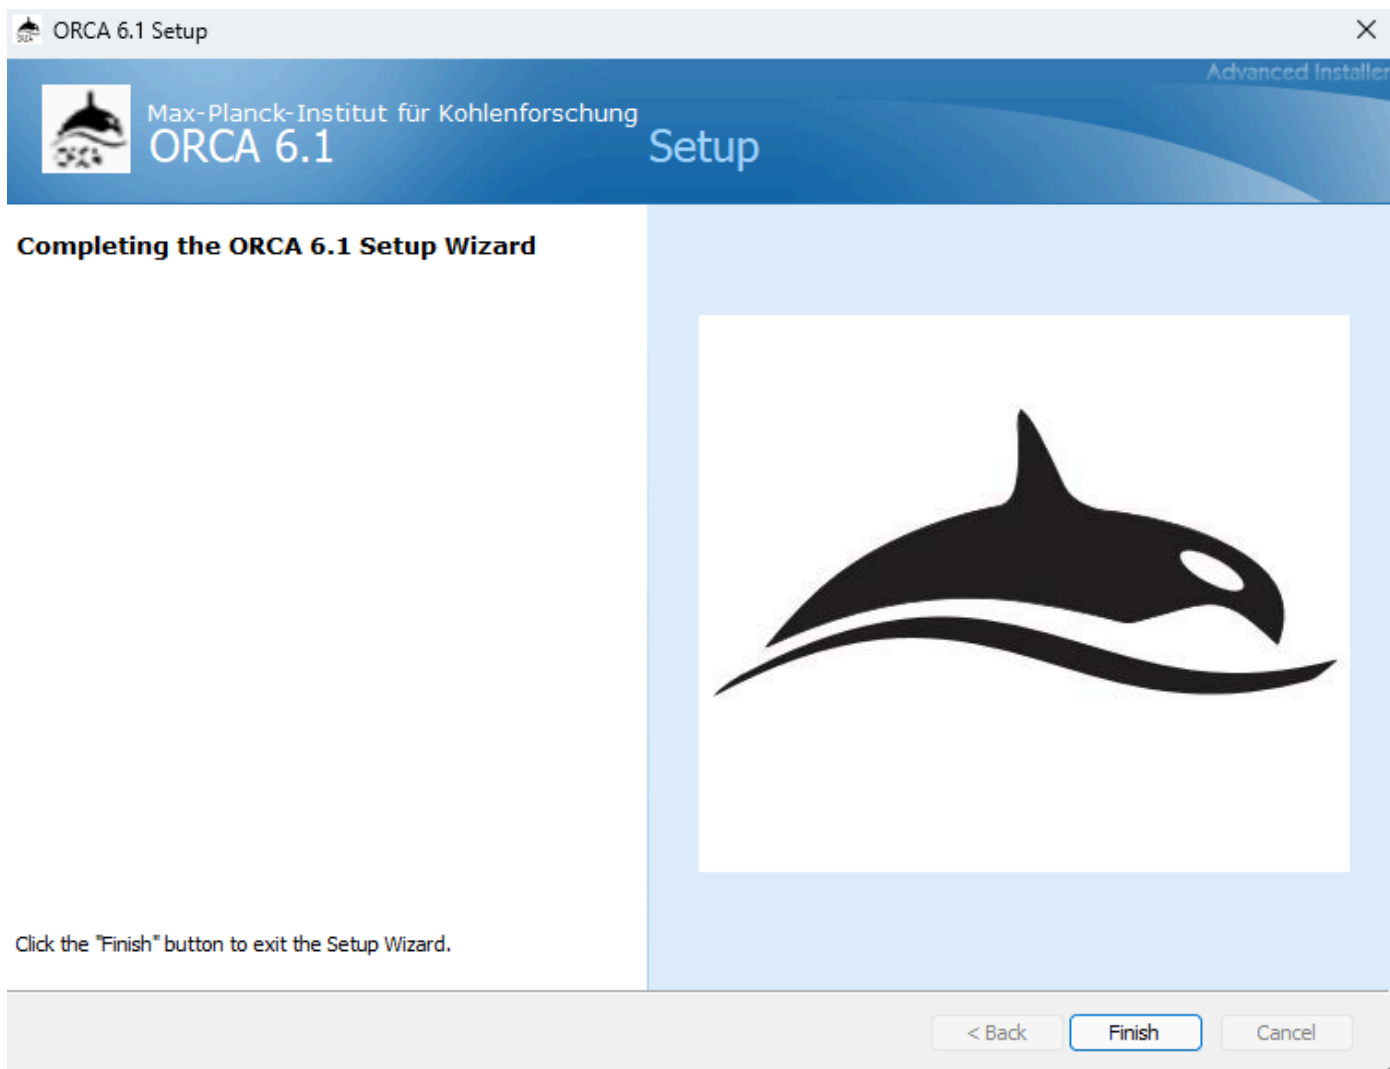 ORCA 6.1 Setup
Advanced Installer
Max-Planck-Institut für Kohlenforschung
ORCA 6.1 Setup
Completing the ORCA 6.1 Setup Wizard
Click the "Finish" button to exit the Setup Wizard.
< Back Finish Cancel